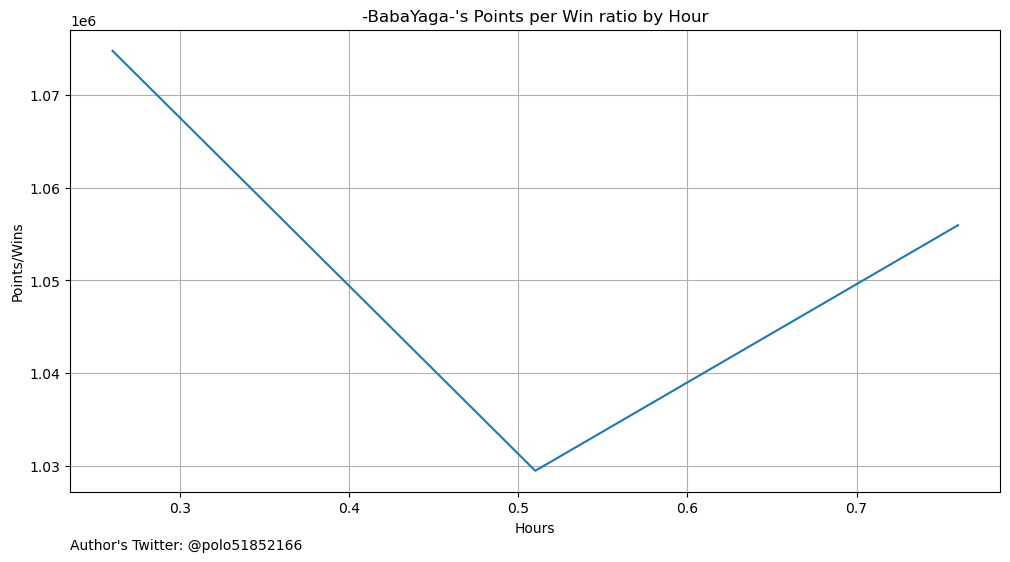 -BabaYaga-'s Points per Win ratio by Hour
1e6
1.07
1.06
1.05
1.04
1.03
Points/Wins
0.3 0.4 0.5 0.6 0.7
Hours
Author's Twitter: @polo51852166